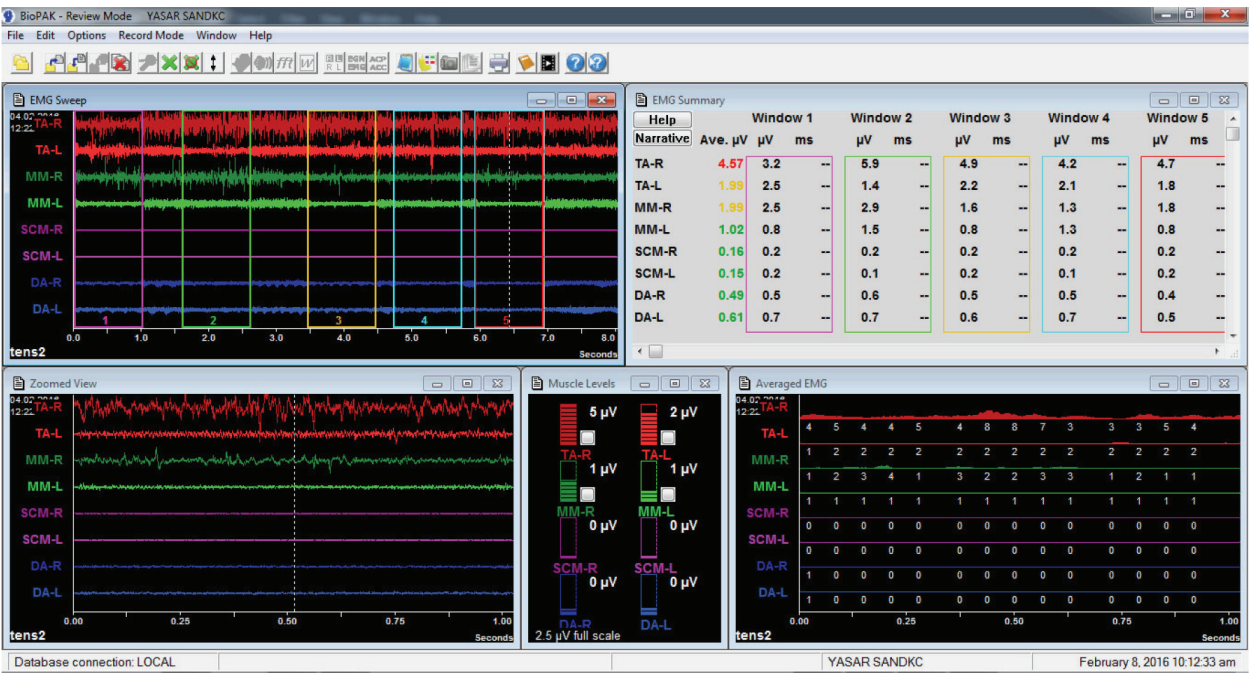 BioPAK - Review Mode YASAR SANDKC
File Edit Options Record Mode Window Help
fft W R L EMG ACP ACC
EMG Sweep
12:22
TA-R
TA-L
MM-R
MM-L
SCM-R
SCM-L
DA-R
DA-L
1 2 3 4 5
0.0 1.0 2.0 3.0 4.0 5.0 6.0 7.0 8.0
tens2 Seconds
EMG Summary
Help Window 1 Window 2 Window 3 Window 4 Window 5
Narrative Ave. µV µV ms µV ms µV ms µV ms µV ms
TA-R 4.57 3.2 -- 5.9 -- 4.9 -- 4.2 -- 4.7 --
TA-L 1.99 2.5 -- 1.4 -- 2.2 -- 2.1 -- 1.8 --
MM-R 1.99 2.5 -- 2.9 -- 1.6 -- 1.3 -- 1.8 --
MM-L 1.02 0.8 -- 1.5 -- 0.8 -- 1.3 -- 0.8 --
SCM-R 0.16 0.2 -- 0.2 -- 0.2 -- 0.2 -- 0.2 --
SCM-L 0.15 0.2 -- 0.1 -- 0.2 -- 0.1 -- 0.2 --
DA-R 0.49 0.5 -- 0.6 -- 0.5 -- 0.5 -- 0.4 --
DA-L 0.61 0.7 -- 0.7 -- 0.6 -- 0.7 -- 0.5 --
Zoomed View
12:22
TA-R
TA-L
MM-R
MM-L
SCM-R
SCM-L
DA-R
DA-L
0.00 0.25 0.50 0.75 1.00
tens2 Seconds
Muscle Levels
5 µV 2 µV
TA-R TA-L
1 µV 1 µV
MM-R MM-L
0 µV 0 µV
SCM-R SCM-L
0 µV 0 µV
DA-R DA-L
2.5 µV full scale
Averaged EMG
12:22
TA-R
4 5 4 4 5 4 8 8 7 3 3 3 5 4
TA-L
1 2 2 2 2 2 2 2 2 2 2 2 2 2
MM-R
1 2 3 4 1 3 2 2 3 3 1 2 1 1
MM-L
1 1 1 1 1 1 1 1 1 1 1 1 1 1
SCM-R
0 0 0 0 0 0 0 0 0 0 0 0 0 0
SCM-L
0 0 0 0 0 0 0 0 0 0 0 0 0 0
DA-R
1 0 0 0 0 0 0 0 0 0 0 0 0 0
DA-L
1 0 0 0 0 0 0 0 0 0 0 0 0 0
0.00 0.25 0.50 0.75 1.00
tens2 Seconds
Database connection: LOCAL YASAR SANDKC February 8, 2016 10:12:33 am